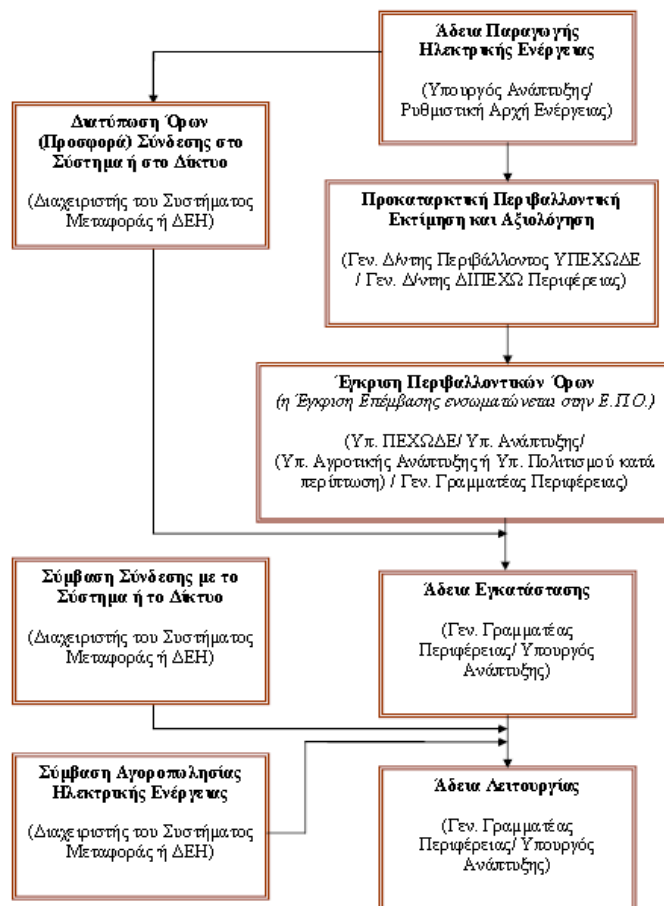 Άδεια Παραγωγής
Ηλεκτρικής Ενέργειας
(Υπουργός Ανάπτυξης/
Ρυθμιστική Αρχή Ενέργειας)
Διατύπωση Όρων
(Προσφορά) Σύνδεσης στο
Σύστημα ή στο Δίκτυο
(Διαχειριστής του Συστήματος
Μεταφοράς ή ΔΕΗ)
Προκαταρκτική Περιβαλλοντική
Εκτίμηση και Αξιολόγηση
(Γεν. Δ/ντης Περιβάλλοντος ΥΠΕΧΩΔΕ
/ Γεν. Δ/ντης ΔΙΠΕΧΩ Περιφέρειας)
Έγκριση Περιβαλλοντικών Όρων
(η Έγκριση Επέμβασης ενσωματώνεται στην Ε.Π.Ο.)
(Υπ. ΠΕΧΩΔΕ/ Υπ. Ανάπτυξης/
(Υπ. Αγροτικής Ανάπτυξης ή Υπ. Πολιτισμού κατά
περίπτωση) / Γεν. Γραμματέας Περιφέρειας)
Σύμβαση Σύνδεσης με το
Σύστημα ή το Δίκτυο
(Διαχειριστής του Συστήματος
Μεταφοράς ή ΔΕΗ)
Άδεια Εγκατάστασης
(Γεν. Γραμματέας
Περιφέρειας/ Υπουργός
Ανάπτυξης)
Σύμβαση Αγοροπωλησίας
Ηλεκτρικής Ενέργειας
(Διαχειριστής του Συστήματος
Μεταφοράς ή ΔΕΗ)
Άδεια Λειτουργίας
(Γεν. Γραμματέας
Περιφέρειας/ Υπουργός
Ανάπτυξης)